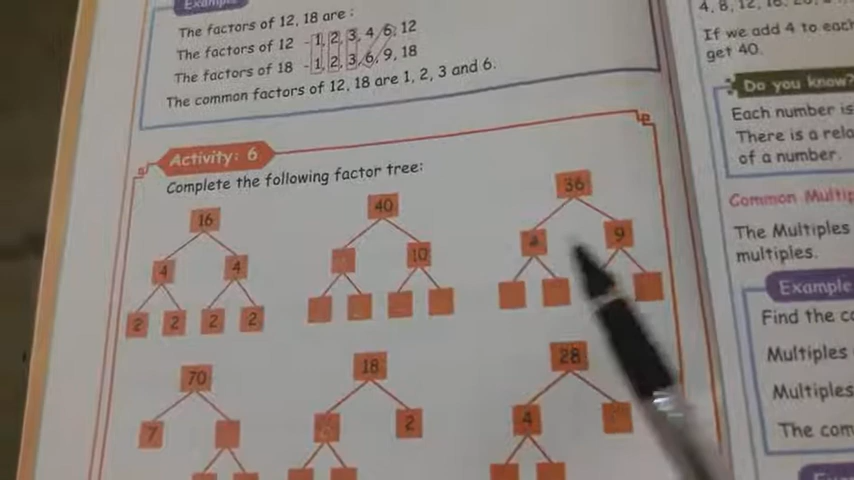 Example
The factors of 12, 18 are :
The factors of 12 - 1, 2, 3, 4, 6, 12
The factors of 18 - 1, 2, 3, 6, 9, 18
The common factors of 12, 18 are 1, 2, 3 and 6.
Activity: 6
Complete the following factor tree:
16
40
36
4
4
10
9
2
2
2
2
70
18
28
7
2
4
4, 8, 12, 16,
If we add 4 to each
get 40.
Do you know?
Each number is
There is a
of a number.
Common
The Multiples
multiples.
Example
Find the
Multiples
Multiples
The